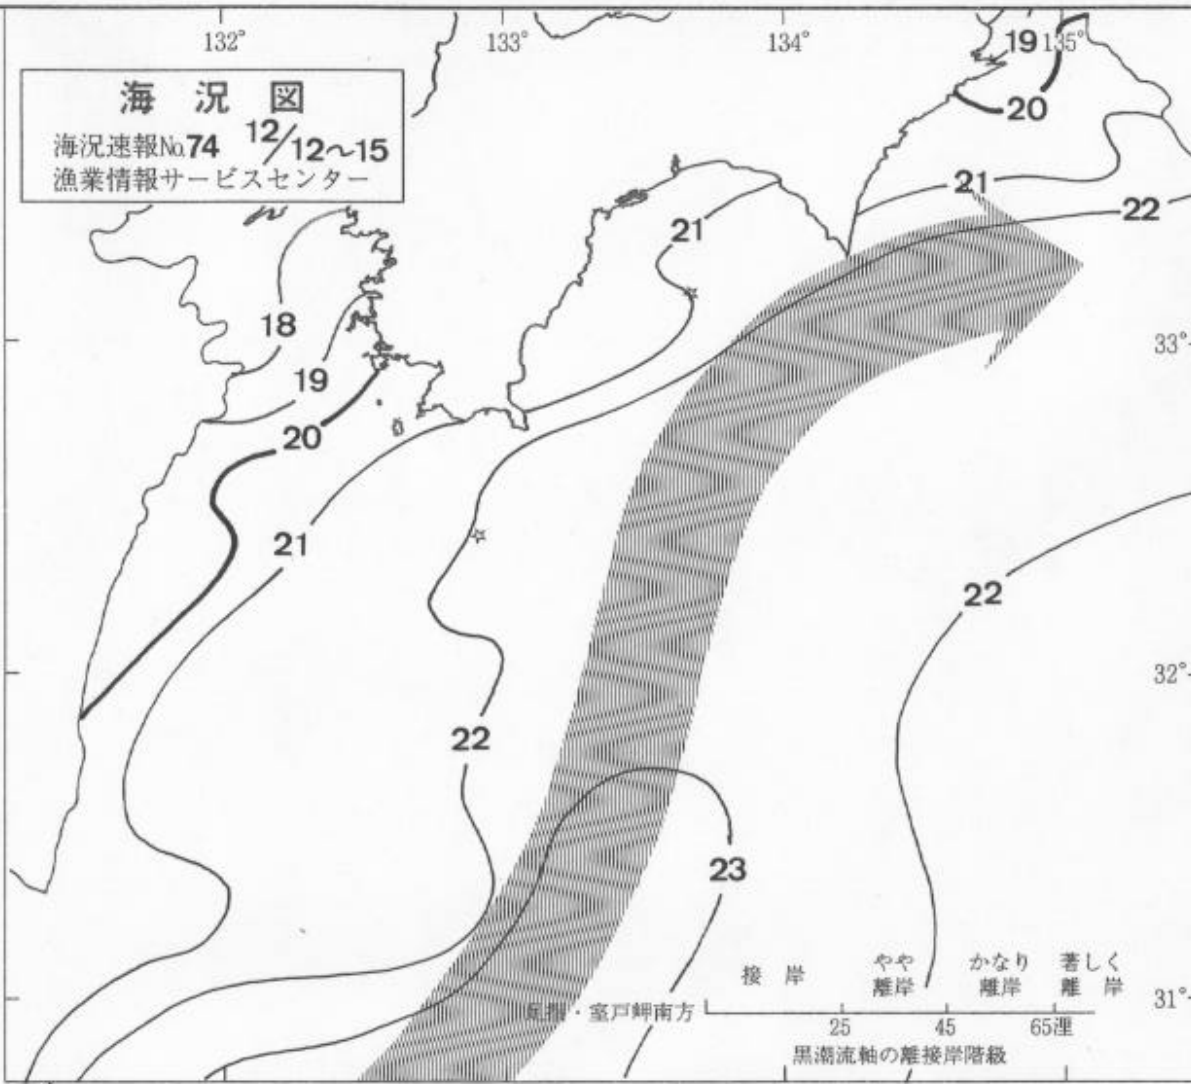 132°
133°
134°
135°
海況図
海況速報No.74 12/12~15
漁業情報サービスセンター
19
20
21
22
21
18
33°
19
20
21
22
32°
22
23
接岸
やや離岸
かなり離岸
著しく離岸
31°
足摺・室戸岬南方
25
45
65浬
黒潮流軸の離接岸階級